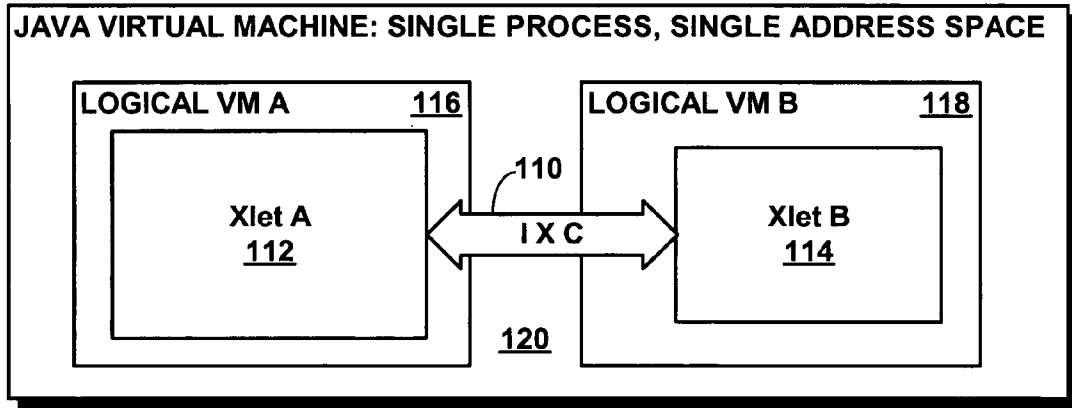 JAVA VIRTUAL MACHINE: SINGLE PROCESS, SINGLE ADDRESS SPACE
LOGICAL VM A 116
LOGICAL VM B 118
110
Xlet A
112
I X C
Xlet B
114
120